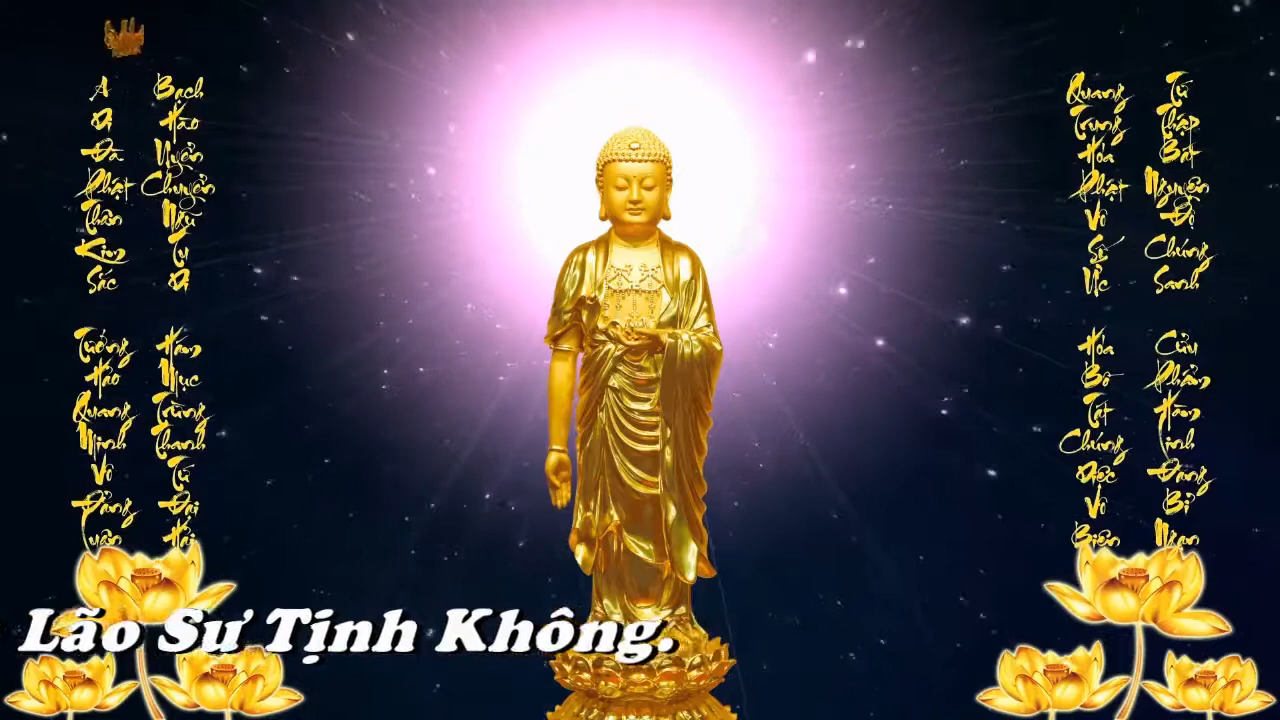 A Di Đà Phật Thân Kim Sắc
Tướng Hảo Quang Minh Vô Đẳng Luân
Bạch Hào Uyển Chuyển Ngũ Tu Di
Hám Mục Trừng Thanh Tứ Đại Hải
Quang Trung Hóa Phật Vô Số Ức
Hóa Bồ Tát Chúng Diệc Vô Biên
Tứ Thập Bát Nguyện Độ Chúng Sanh
Cửu Phẩm Hàm Linh Đăng Bỉ Ngạn
Lão Sư Tịnh Không.